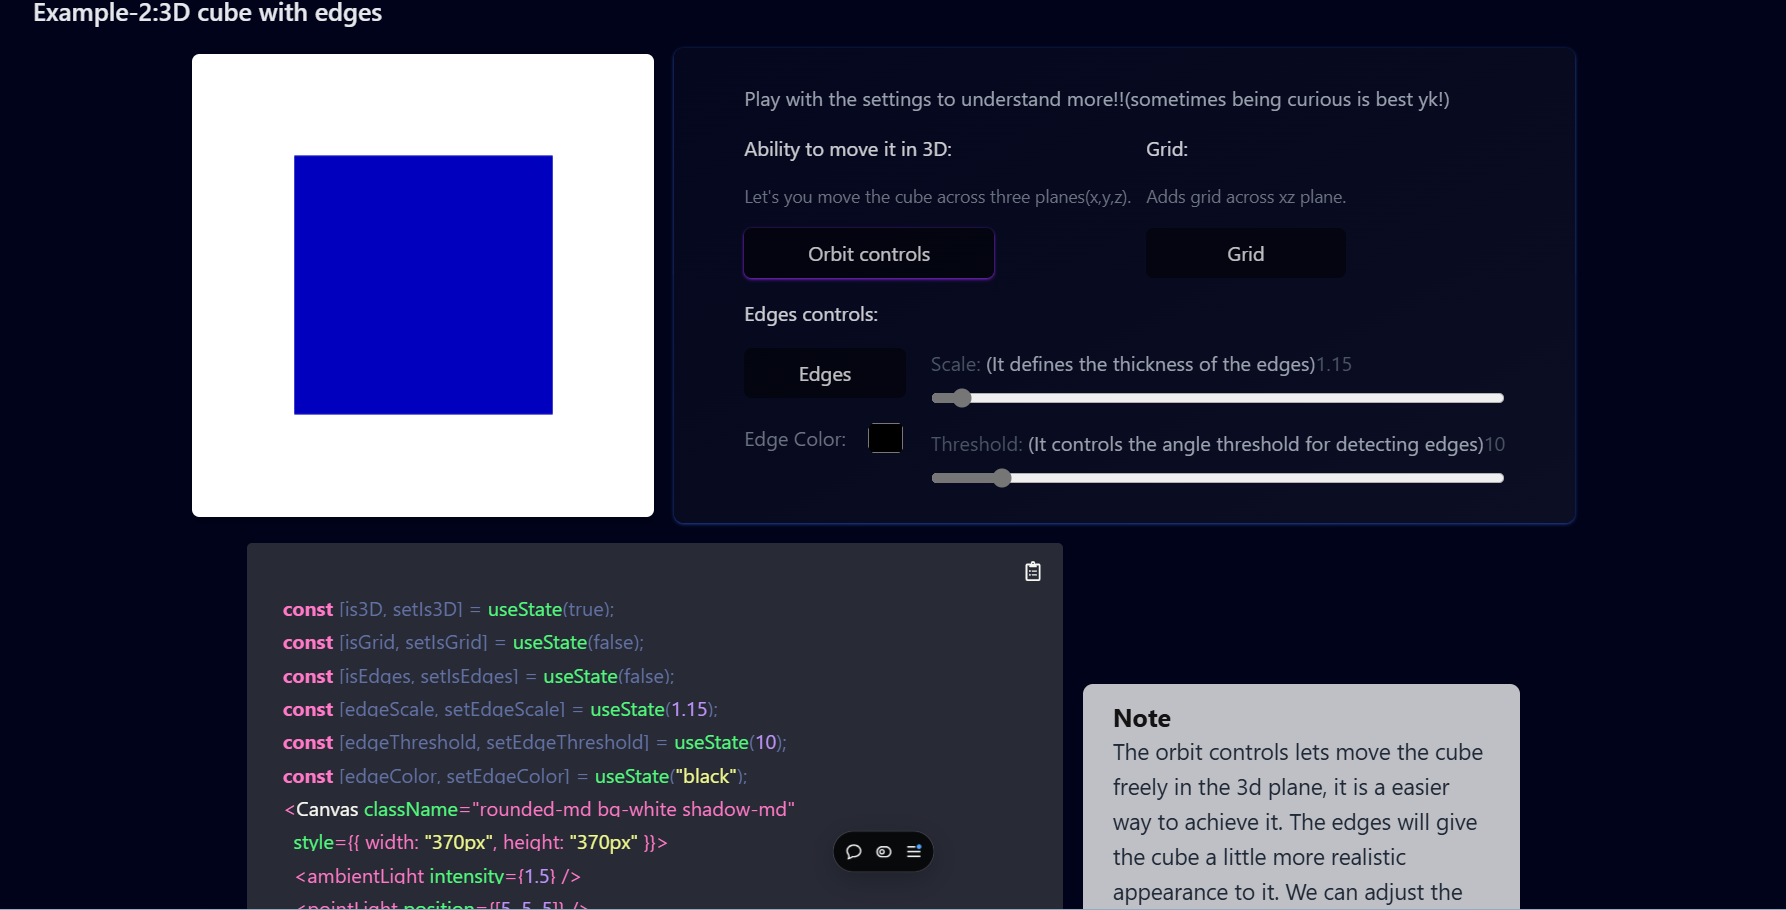 Example-2:3D cube with edges
Play with the settings to understand more!!(sometimes being curious is best yk!)
Ability to move it in 3D:
Let's you move the cube across three planes(x,y,z).
Orbit controls
Grid:
Adds grid across xz plane.
Grid
Edges controls:
Edges
Edge Color:
Scale: (It defines the thickness of the edges)1.15
Threshold: (It controls the angle threshold for detecting edges)10
const [is3D, setIs3D] = useState(true);
const [isGrid, setIsGrid] = useState(false);
const [isEdges, setIsEdges] = useState(false);
const [edgeScale, setEdgeScale] = useState(1.15);
const [edgeThreshold, setEdgeThreshold] = useState(10);
const [edgeColor, setEdgeColor] = useState("black");
<Canvas className="rounded-md bg-white shadow-md"
style={{ width: "370px", height: "370px" }}>
<ambientLight intensity={1.5} />
<pointLight position={[5, 5, 5]} />
Note
The orbit controls lets move the cube
freely in the 3d plane, it is a easier
way to achieve it. The edges will give
the cube a little more realistic
appearance to it. We can adjust the